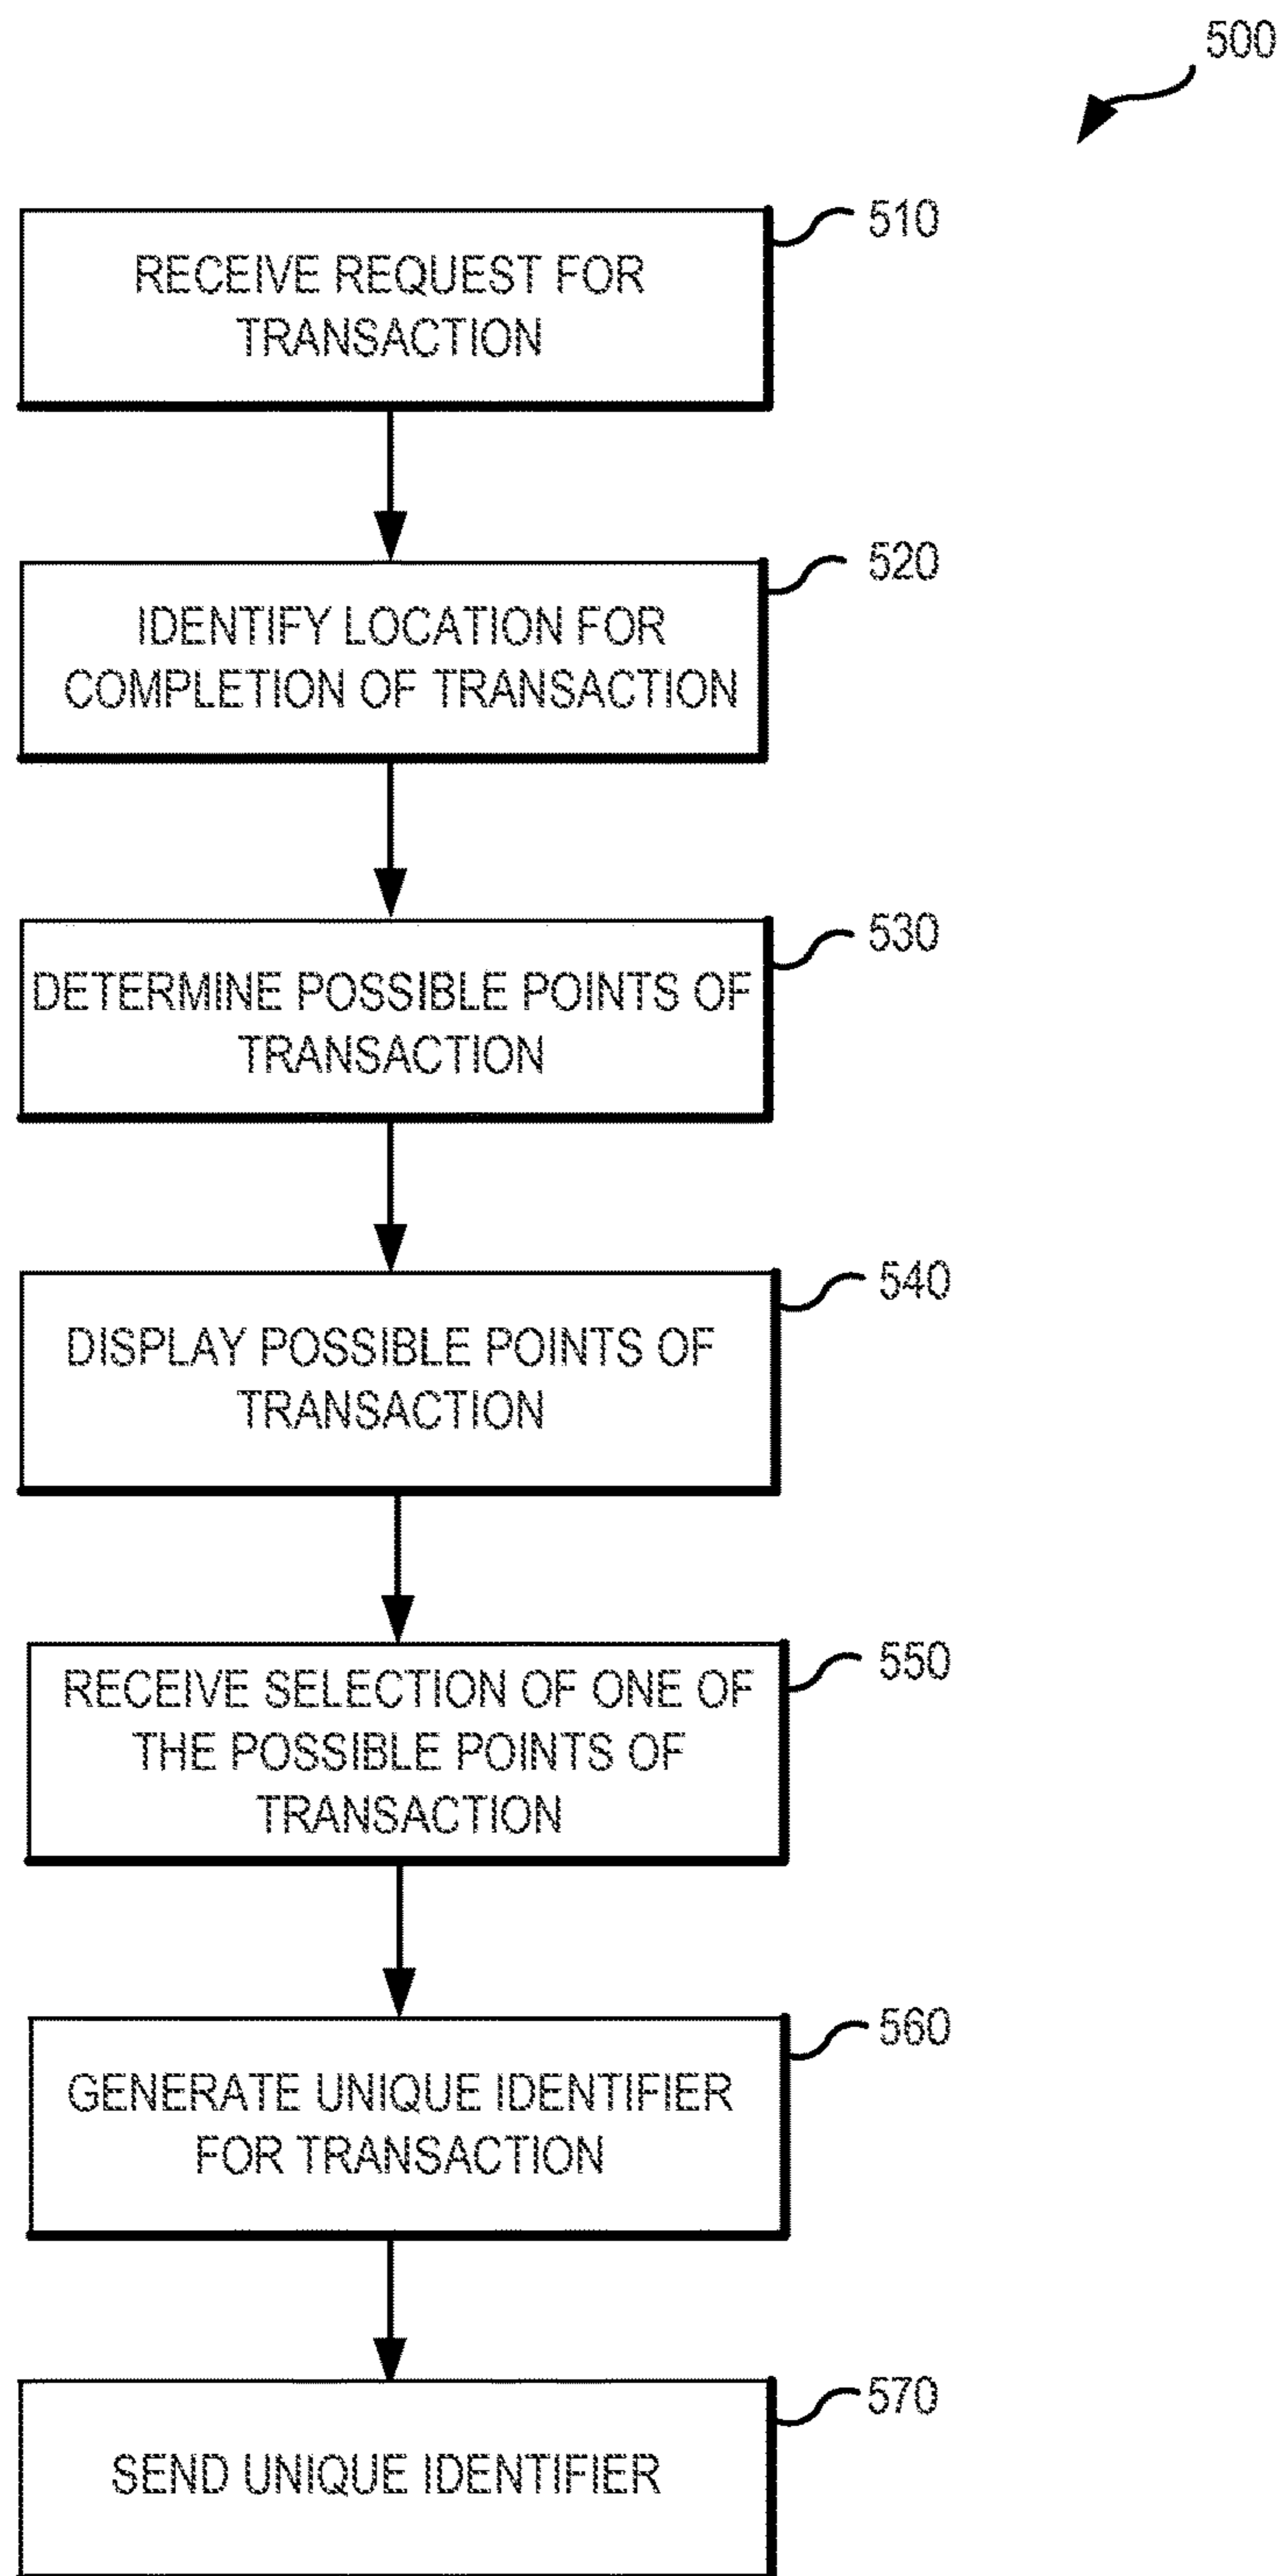 500
510
RECEIVE REQUEST FOR
TRANSACTION
520
IDENTIFY LOCATION FOR
COMPLETION OF TRANSACTION
530
DETERMINE POSSIBLE POINTS OF
TRANSACTION
540
DISPLAY POSSIBLE POINTS OF
TRANSACTION
550
RECEIVE SELECTION OF ONE OF
THE POSSIBLE POINTS OF
TRANSACTION
560
GENERATE UNIQUE IDENTIFIER
FOR TRANSACTION
570
SEND UNIQUE IDENTIFIER